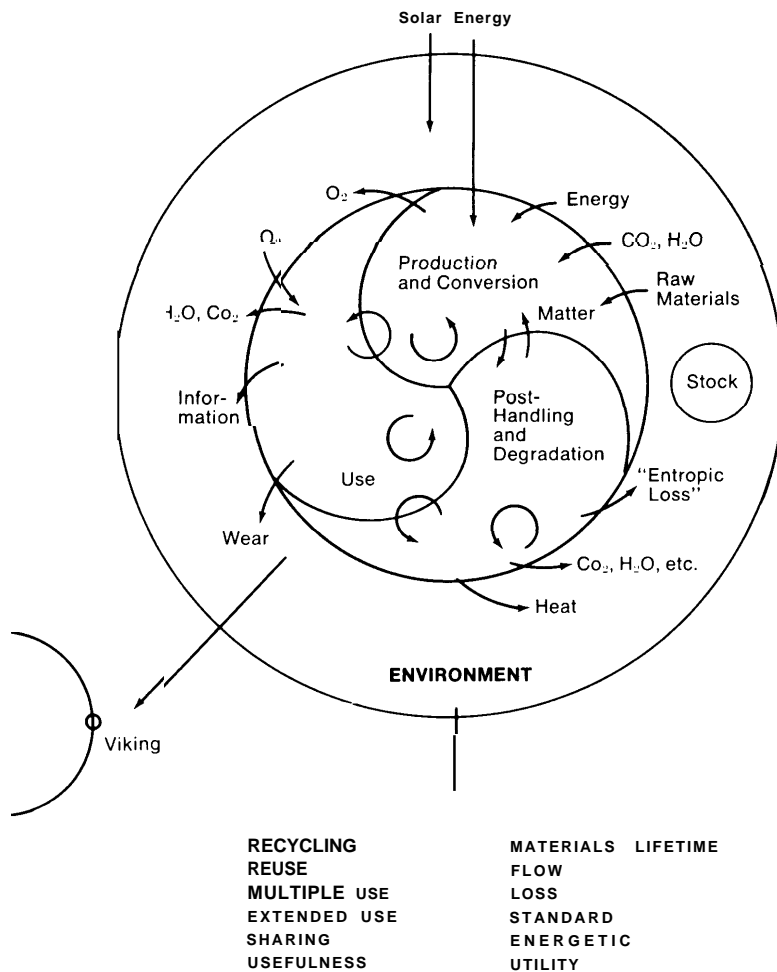 Solar Energy
O₂
Energy
O₂
CO₂, H₂O
Production
and Conversion
Raw
Materials
H₂O, Co₂
Matter
Stock
Infor-
mation
Post-
Handling
and
Degradation
Use
"Entropic
Loss"
Wear
Co₂, H₂O, etc.
Heat
ENVIRONMENT
Viking
RECYCLING
REUSE
MULTIPLE USE
EXTENDED USE
SHARING
USEFULNESS
MATERIALS LIFETIME
FLOW
LOSS
STANDARD
ENERGETIC
UTILITY